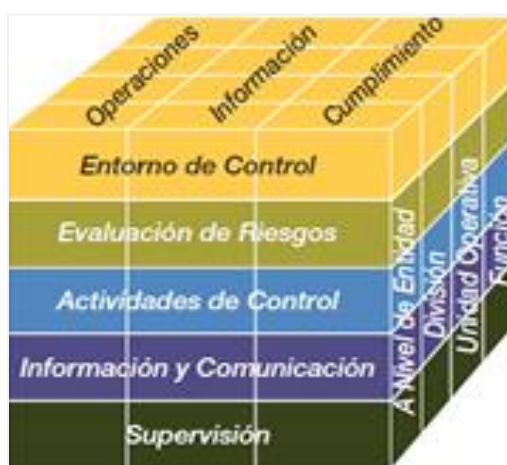 Operaciones
Información
Cumplimiento
Entorno de Control
Evaluación de Riesgos
Actividades de Control
Información y Comunicación
Supervisión
A Nivel de Entidad
División
Unidad Operativa
Función